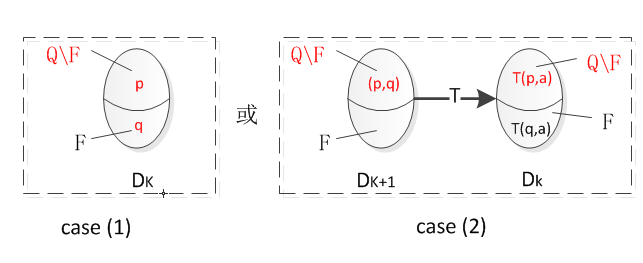 Q\F
p
q
F
DK
case (1)
或
Q\F
(p,q)
F
DK+1
T
T(p,a)
Q\F
T(q,a)
F
Dk
case (2)